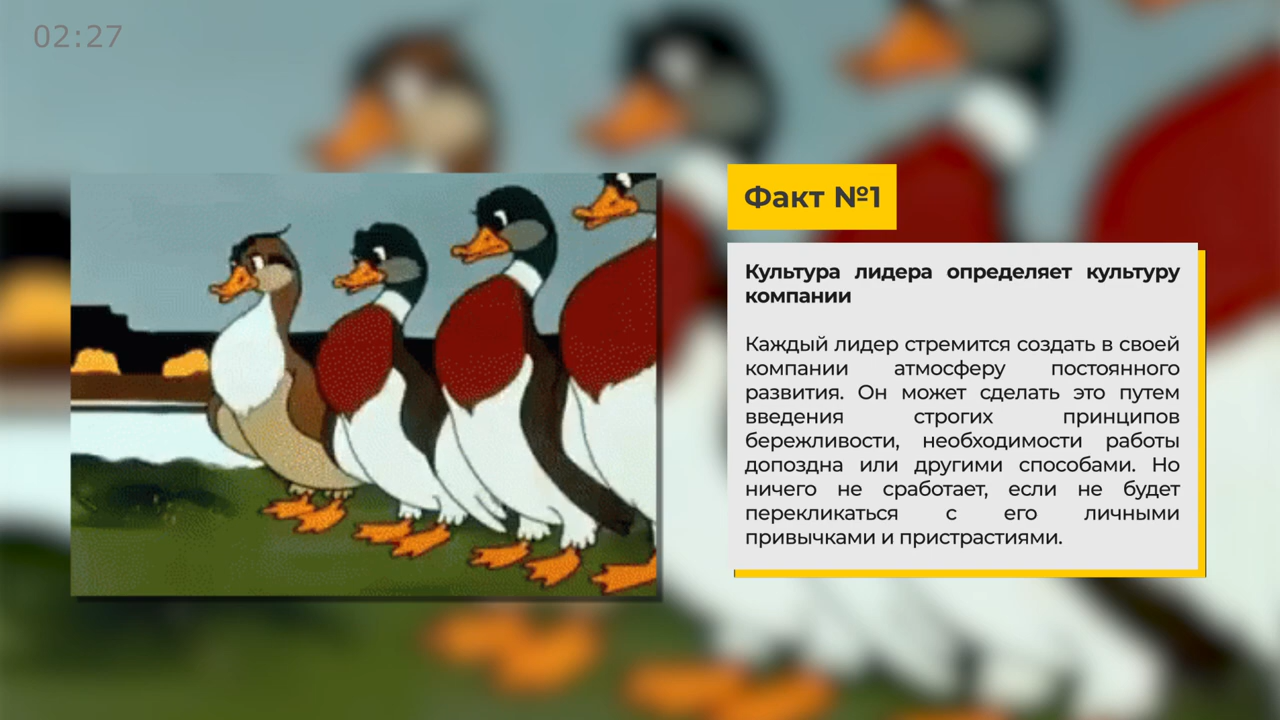 02:27
Факт №1
Культура лидера определяет культуру
компании
Каждый лидер стремится создать в своей
компании атмосферу постоянного
развития. Он может сделать это путем
введения строгих принципов
бережливости, необходимости работы
допоздна или другими способами. Но
ничего не сработает, если не будет
перекликаться с его личными
привычками и пристрастиями.